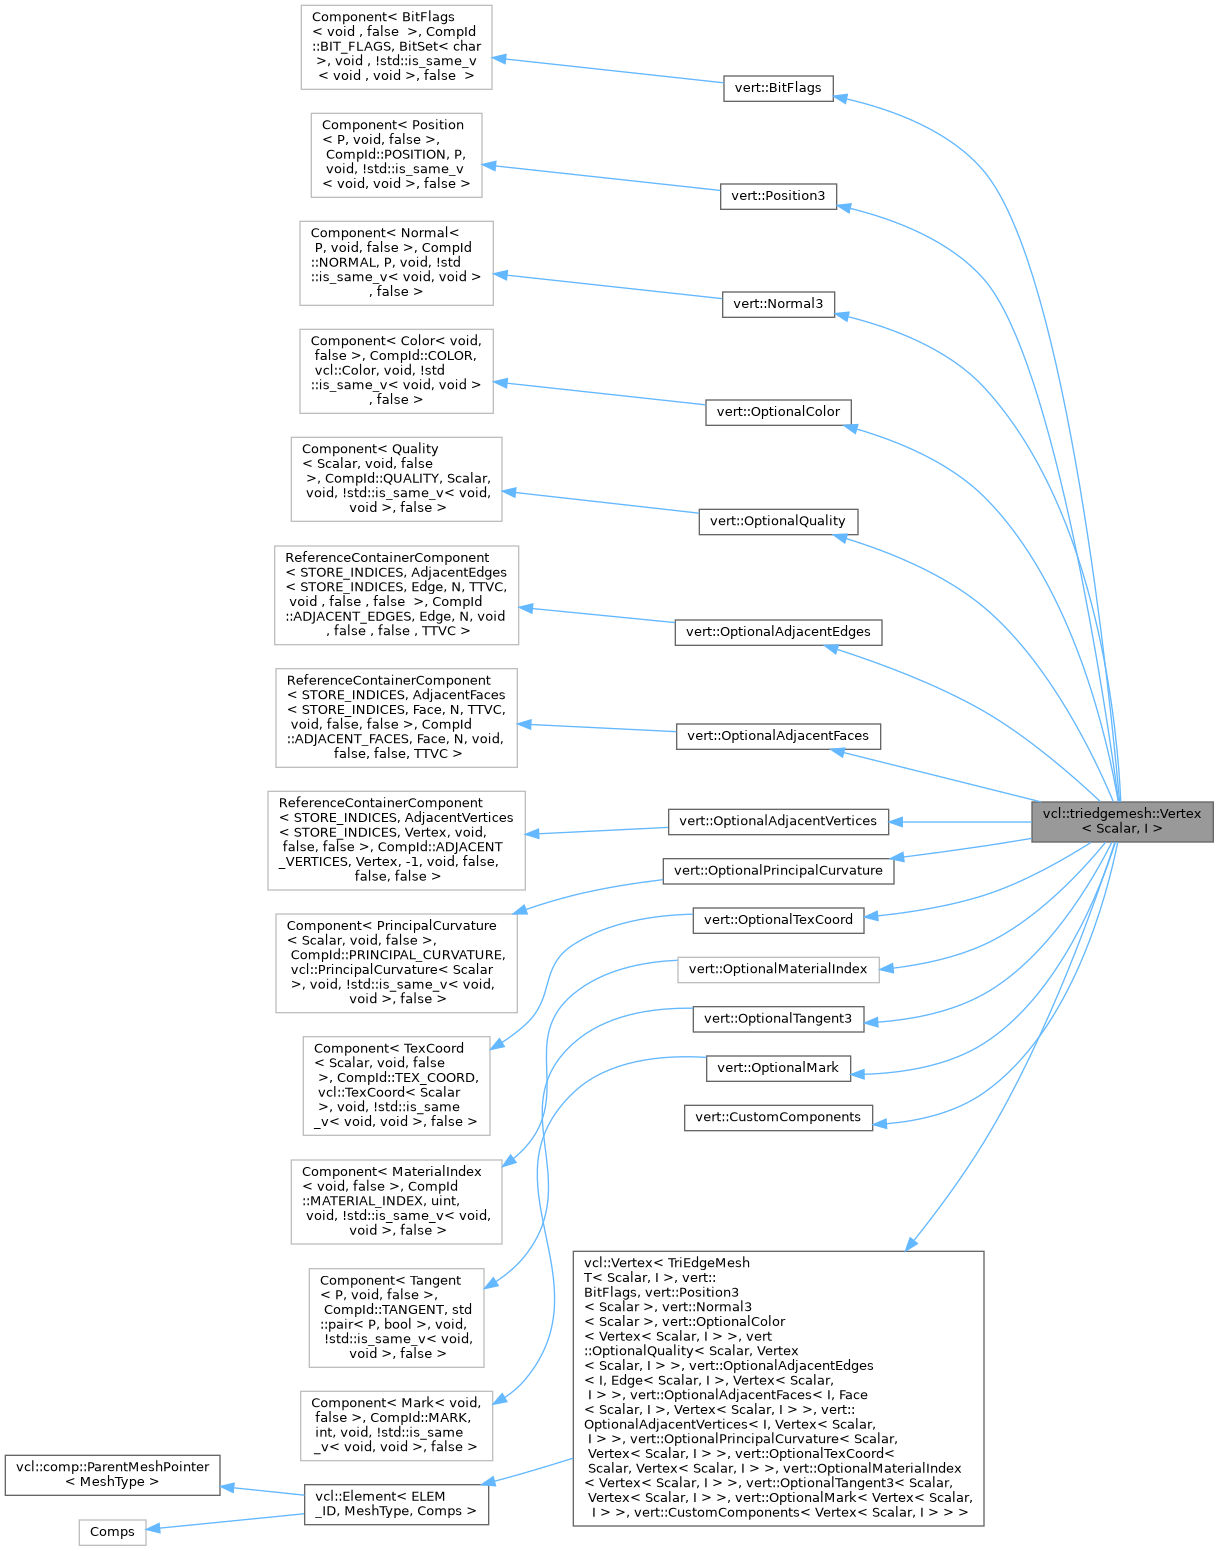 Component< BitFlags
< void , false  >, CompId
::BIT_FLAGS, BitSet< char
>, void , !std::is_same_v
< void , void >, false  >
vert::BitFlags
Component< Position
< P, void, false >,
CompId::POSITION, P,
void, !std::is_same_v
< void, void >, false >
vert::Position3
Component< Normal<
P, void, false >, CompId
::NORMAL, P, void, !std
::is_same_v< void, void >
, false >
vert::Normal3
Component< Color< void,
false >, CompId::COLOR,
vcl::Color, void, !std
::is_same_v< void, void >
, false >
vert::OptionalColor
Component< Quality
< Scalar, void, false
>, CompId::QUALITY, Scalar,
void, !std::is_same_v< void,
void >, false >
vert::OptionalQuality
ReferenceContainerComponent
< STORE_INDICES, AdjacentEdges
< STORE_INDICES, Edge, N, TTVC,
void , false , false  >, CompId
::ADJACENT_EDGES, Edge, N, void
, false , false , TTVC >
vert::OptionalAdjacentEdges
ReferenceContainerComponent
< STORE_INDICES, AdjacentFaces
< STORE_INDICES, Face, N, TTVC,
void, false, false >, CompId
::ADJACENT_FACES, Face, N, void,
false, false, TTVC >
vert::OptionalAdjacentFaces
ReferenceContainerComponent
< STORE_INDICES, AdjacentVertices
< STORE_INDICES, Vertex, void,
false, false >, CompId::ADJACENT
_VERTICES, Vertex, -1, void, false,
false, false >
vert::OptionalAdjacentVertices
vcl::triedgemesh::Vertex
< Scalar, I >
vert::OptionalPrincipalCurvature
Component< PrincipalCurvature
< Scalar, void, false >,
CompId::PRINCIPAL_CURVATURE,
vcl::PrincipalCurvature< Scalar
>, void, !std::is_same_v< void,
void >, false >
vert::OptionalTexCoord
vert::OptionalMaterialIndex
vert::OptionalTangent3
Component< TexCoord
< Scalar, void, false
>, CompId::TEX_COORD,
vcl::TexCoord< Scalar
>, void, !std::is_same
_v< void, void >, false >
vert::OptionalMark
vert::CustomComponents
Component< MaterialIndex
< void, false >, CompId
::MATERIAL_INDEX, uint,
void, !std::is_same_v< void,
void >, false >
Component< Tangent
< P, void, false >,
CompId::TANGENT, std
::pair< P, bool >, void,
!std::is_same_v< void,
void >, false >
Component< Mark< void,
false >, CompId::MARK,
int, void, !std::is_same
_v< void, void >, false >
vcl::Vertex< TriEdgeMesh
T< Scalar, I >, vert::
BitFlags, vert::Position3
< Scalar >, vert::Normal3
< Scalar >, vert::OptionalColor
< Vertex< Scalar, I > >, vert
::OptionalQuality< Scalar, Vertex
< Scalar, I > >, vert::OptionalAdjacentEdges
< I, Edge< Scalar, I >, Vertex< Scalar,
I > >, vert::OptionalAdjacentFaces< I, Face
< Scalar, I >, Vertex< Scalar, I > >, vert::
OptionalAdjacentVertices< I, Vertex< Scalar,
I > >, vert::OptionalPrincipalCurvature< Scalar,
Vertex< Scalar, I > >, vert::OptionalTexCoord<
Scalar, Vertex< Scalar, I > >, vert::OptionalMaterialIndex
< Vertex< Scalar, I > >, vert::OptionalTangent3< Scalar,
Vertex< Scalar, I > >, vert::OptionalMark< Vertex< Scalar,
I > >, vert::CustomComponents< Vertex< Scalar, I > > >
vcl::comp::ParentMeshPointer
< MeshType >
vcl::Element< ELEM
_ID, MeshType, Comps >
Comps